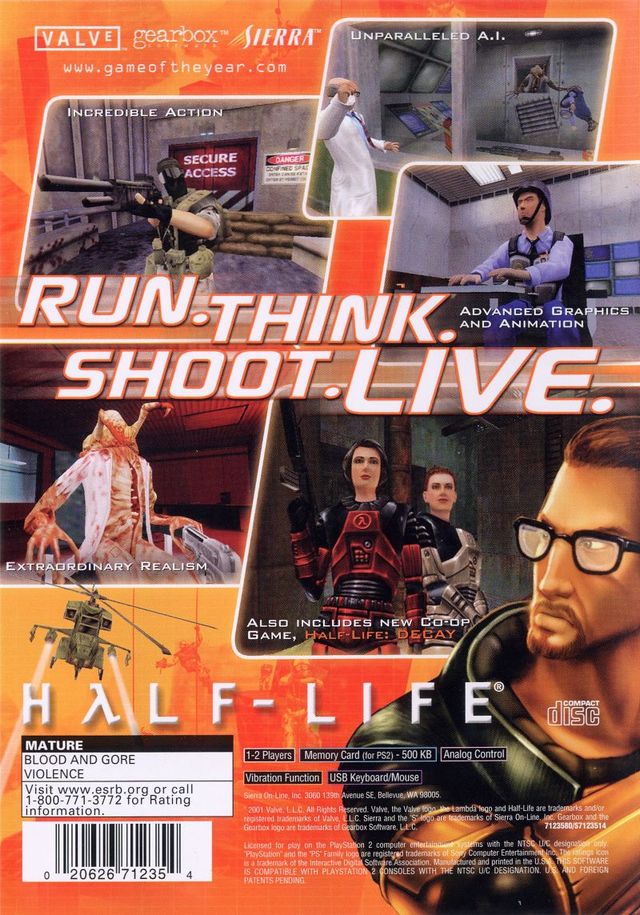 VALVE™ gearbox™ SOFTWARE SIERRA™
www.gameoftheyear.com
UNPARALLELED A.I.
INCREDIBLE ACTION
SECURE
ACCESS
DANGER
ADVANCED GRAPHICS
AND ANIMATION
RUN. THINK.
SHOOT. LIVE.
EXTRAORDINARY REALISM
ALSO INCLUDES NEW CO-OP
GAME, HALF-LIFE: DECAY
HλLF-LIFE®
COMPACT
disc
MATURE
BLOOD AND GORE
VIOLENCE
Visit www.esrb.org or call
1-800-771-3772 for Rating
information.
1-2 Players Memory Card (for PS2) - 500 KB Analog Control
Vibration Function USB Keyboard/Mouse
Sierra On-Line, Inc. 3060 139th Avenue SE, Bellevue, WA 98005.
©2001 Valve, L.L.C. All Rights Reserved. Valve, the Valve logo, the Lambda logo and Half-Life are trademarks and/or
registered trademarks of Valve, L.L.C. Sierra and the "S" logo are trademarks of Sierra On-Line, Inc. Gearbox and the
Gearbox logo are trademarks of Gearbox Software, L.L.C. 7123580/57123514
Licensed for play on the PlayStation 2 computer entertainment systems with the NTSC U/C designation only.
"PlayStation" and the "PS" Family logo are registered trademarks of Sony Computer Entertainment Inc. The ratings icon
is a trademark of the Interactive Digital Software Association. Manufactured and printed in the U.S.A. THIS SOFTWARE
IS COMPATIBLE WITH PLAYSTATION 2 CONSOLES WITH THE NTSC U/C DESIGNATION. U.S. AND FOREIGN
PATENTS PENDING.
0 20626 71235 4